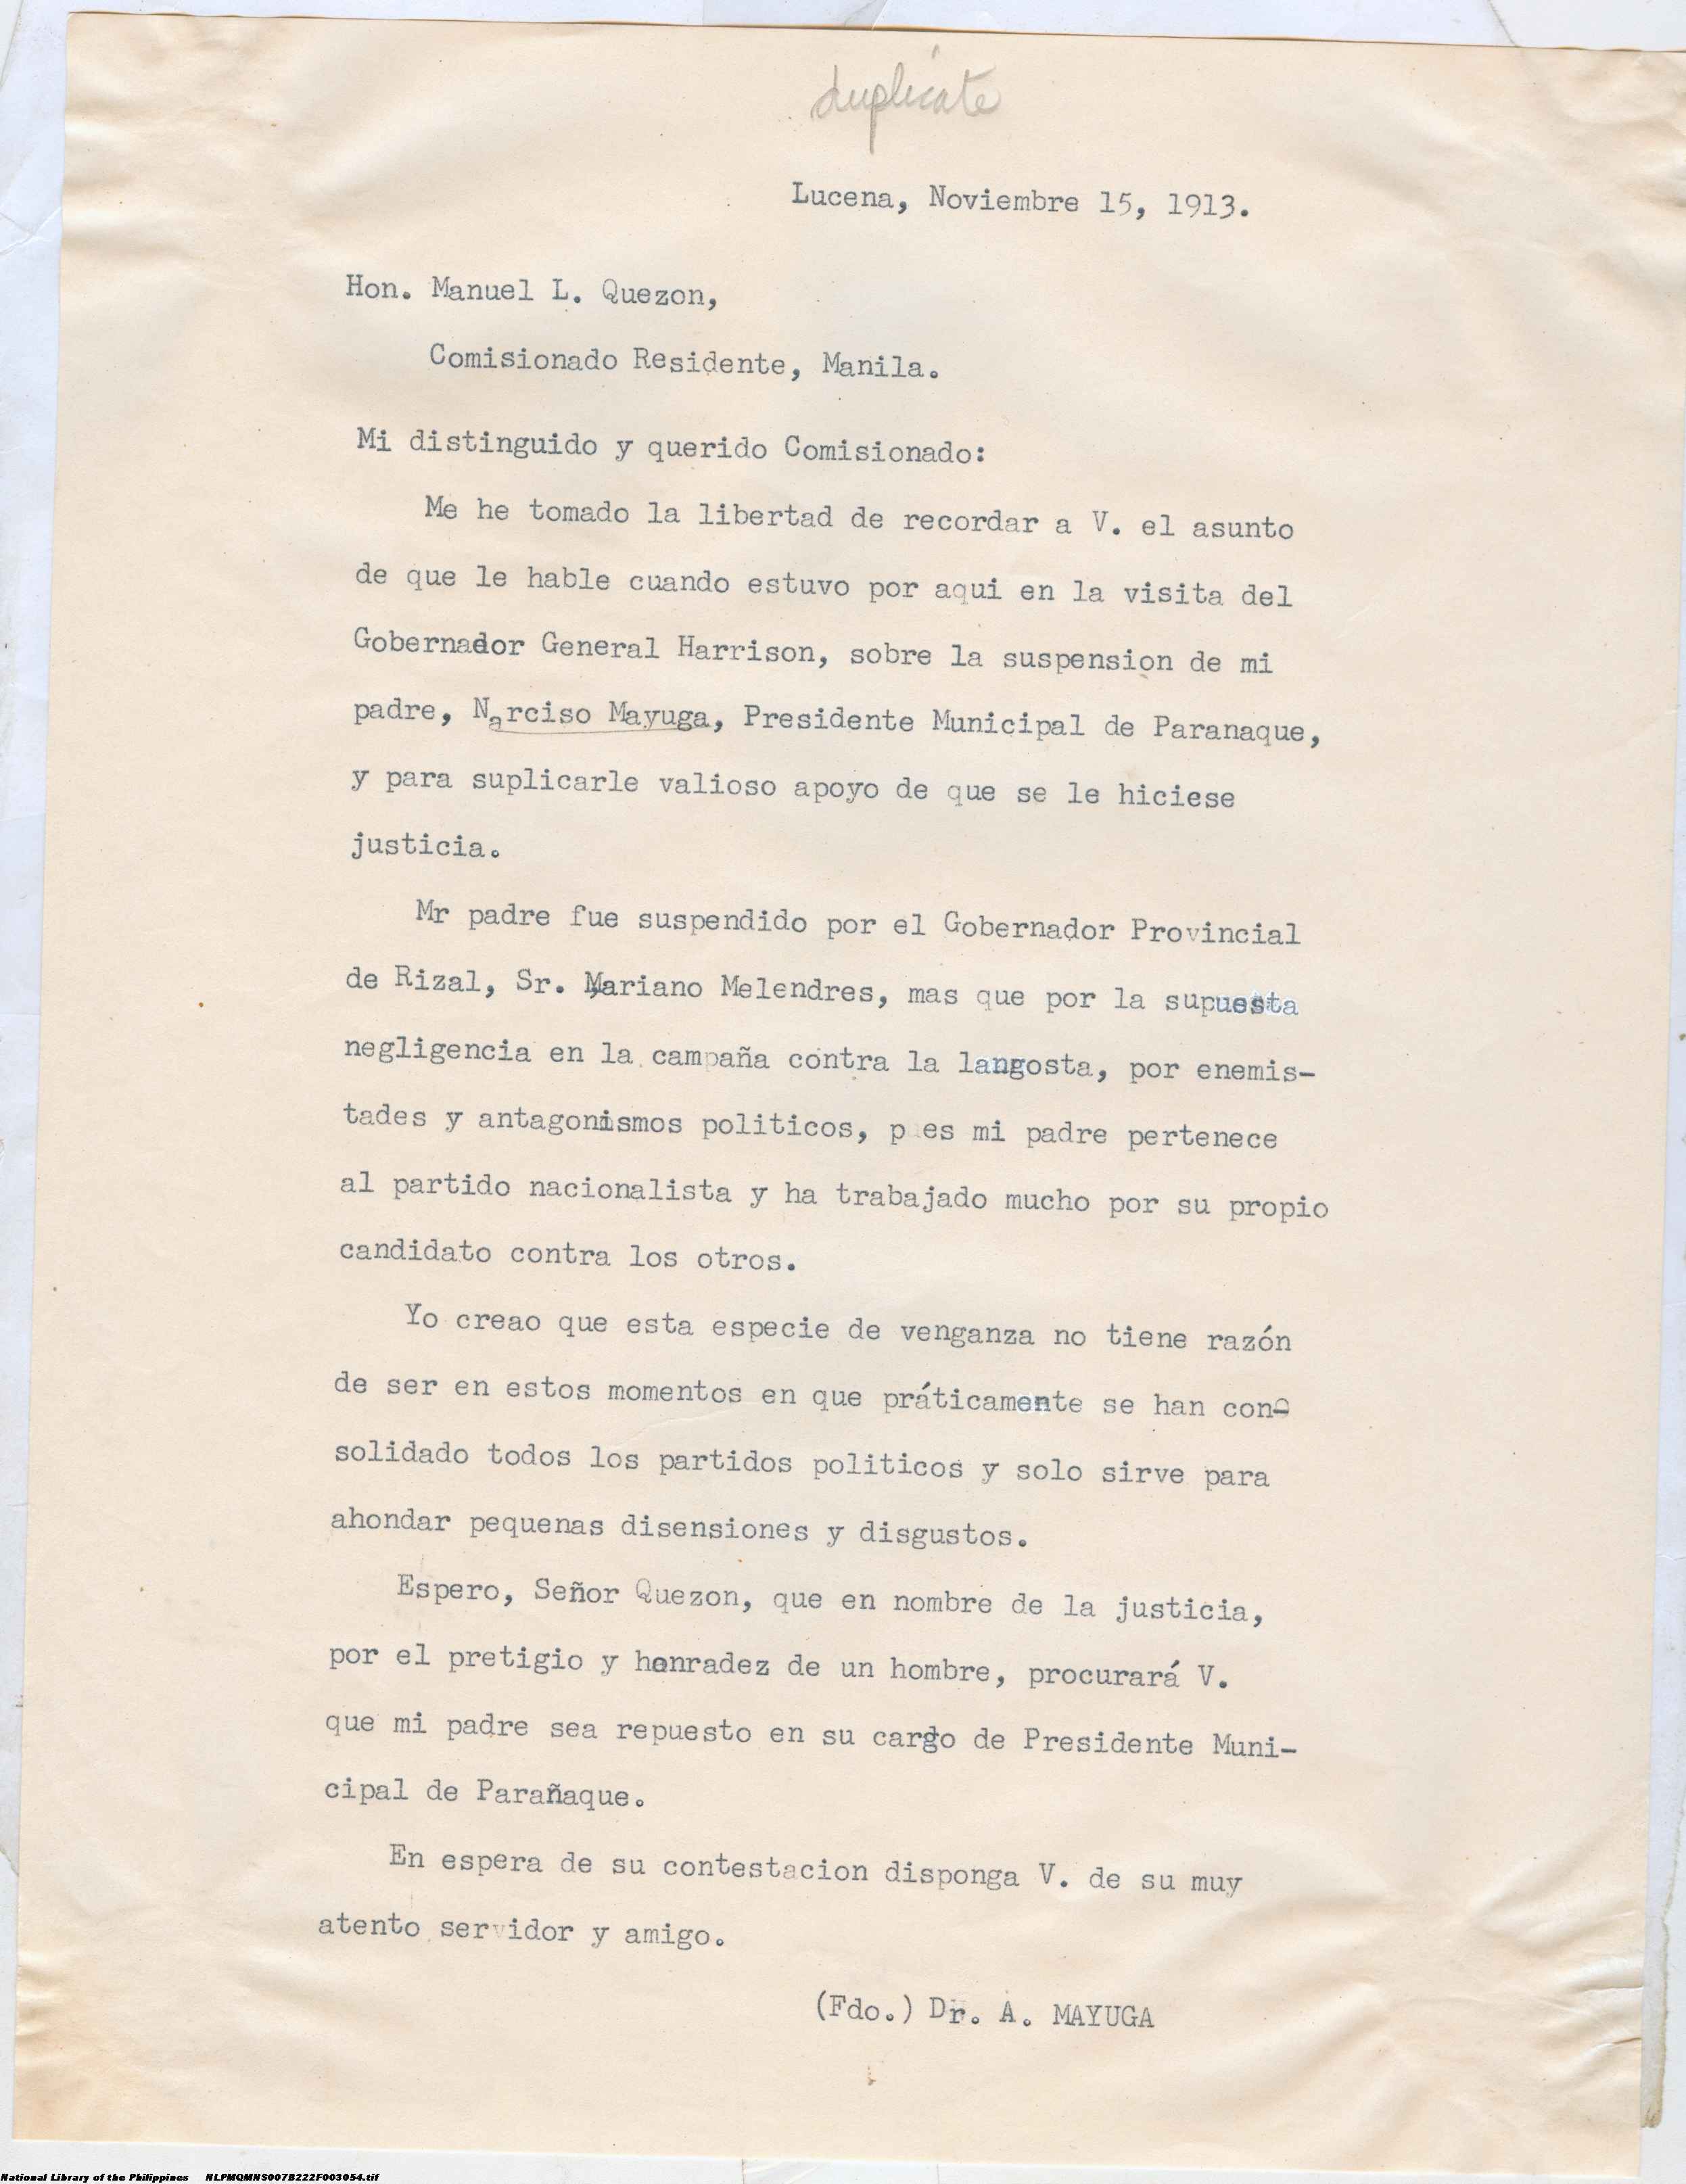 duplicate
Lucena, Noviembre 15, 1913.
Hon. Manuel L. Quezon,
Comisionado Residente, Manila.
Mi distinguido y querido Comisionado:
Me he tomado la libertad de recordar a V. el asunto
de que le hable cuando estuvo por aqui en la visita del
Gobernador General Harrison, sobre la suspension de mi
padre, Narciso Mayuga, Presidente Municipal de Paranaque,
y para suplicarle valioso apoyo de que se le hiciese
justicia.
Mr padre fue suspendido por el Gobernador Provincial
de Rizal, Sr. Mariano Melendres, mas que por la supuesta
negligencia en la campaña contra la langosta, por enemis-
tades y antagonismos politicos, p es mi padre pertenece
al partido nacionalista y ha trabajado mucho por su propio
candidato contra los otros.
Yo creao que esta especie de venganza no tiene razón
de ser en estos momentos en que práticamente se han con-
solidado todos los partidos politicos y solo sirve para
ahondar pequenas disensiones y disgustos.
Espero, Señor Quezon, que en nombre de la justicia,
por el pretigio y honradez de un hombre, procurará V.
que mi padre sea repuesto en su cargo de Presidente Muni-
cipal de Parañaque.
En espera de su contestacion disponga V. de su muy
atento servidor y amigo.
(Fdo.) Dr. A. MAYUGA
National Library of the Philippines NLPMQMNS007B222F003054.tif